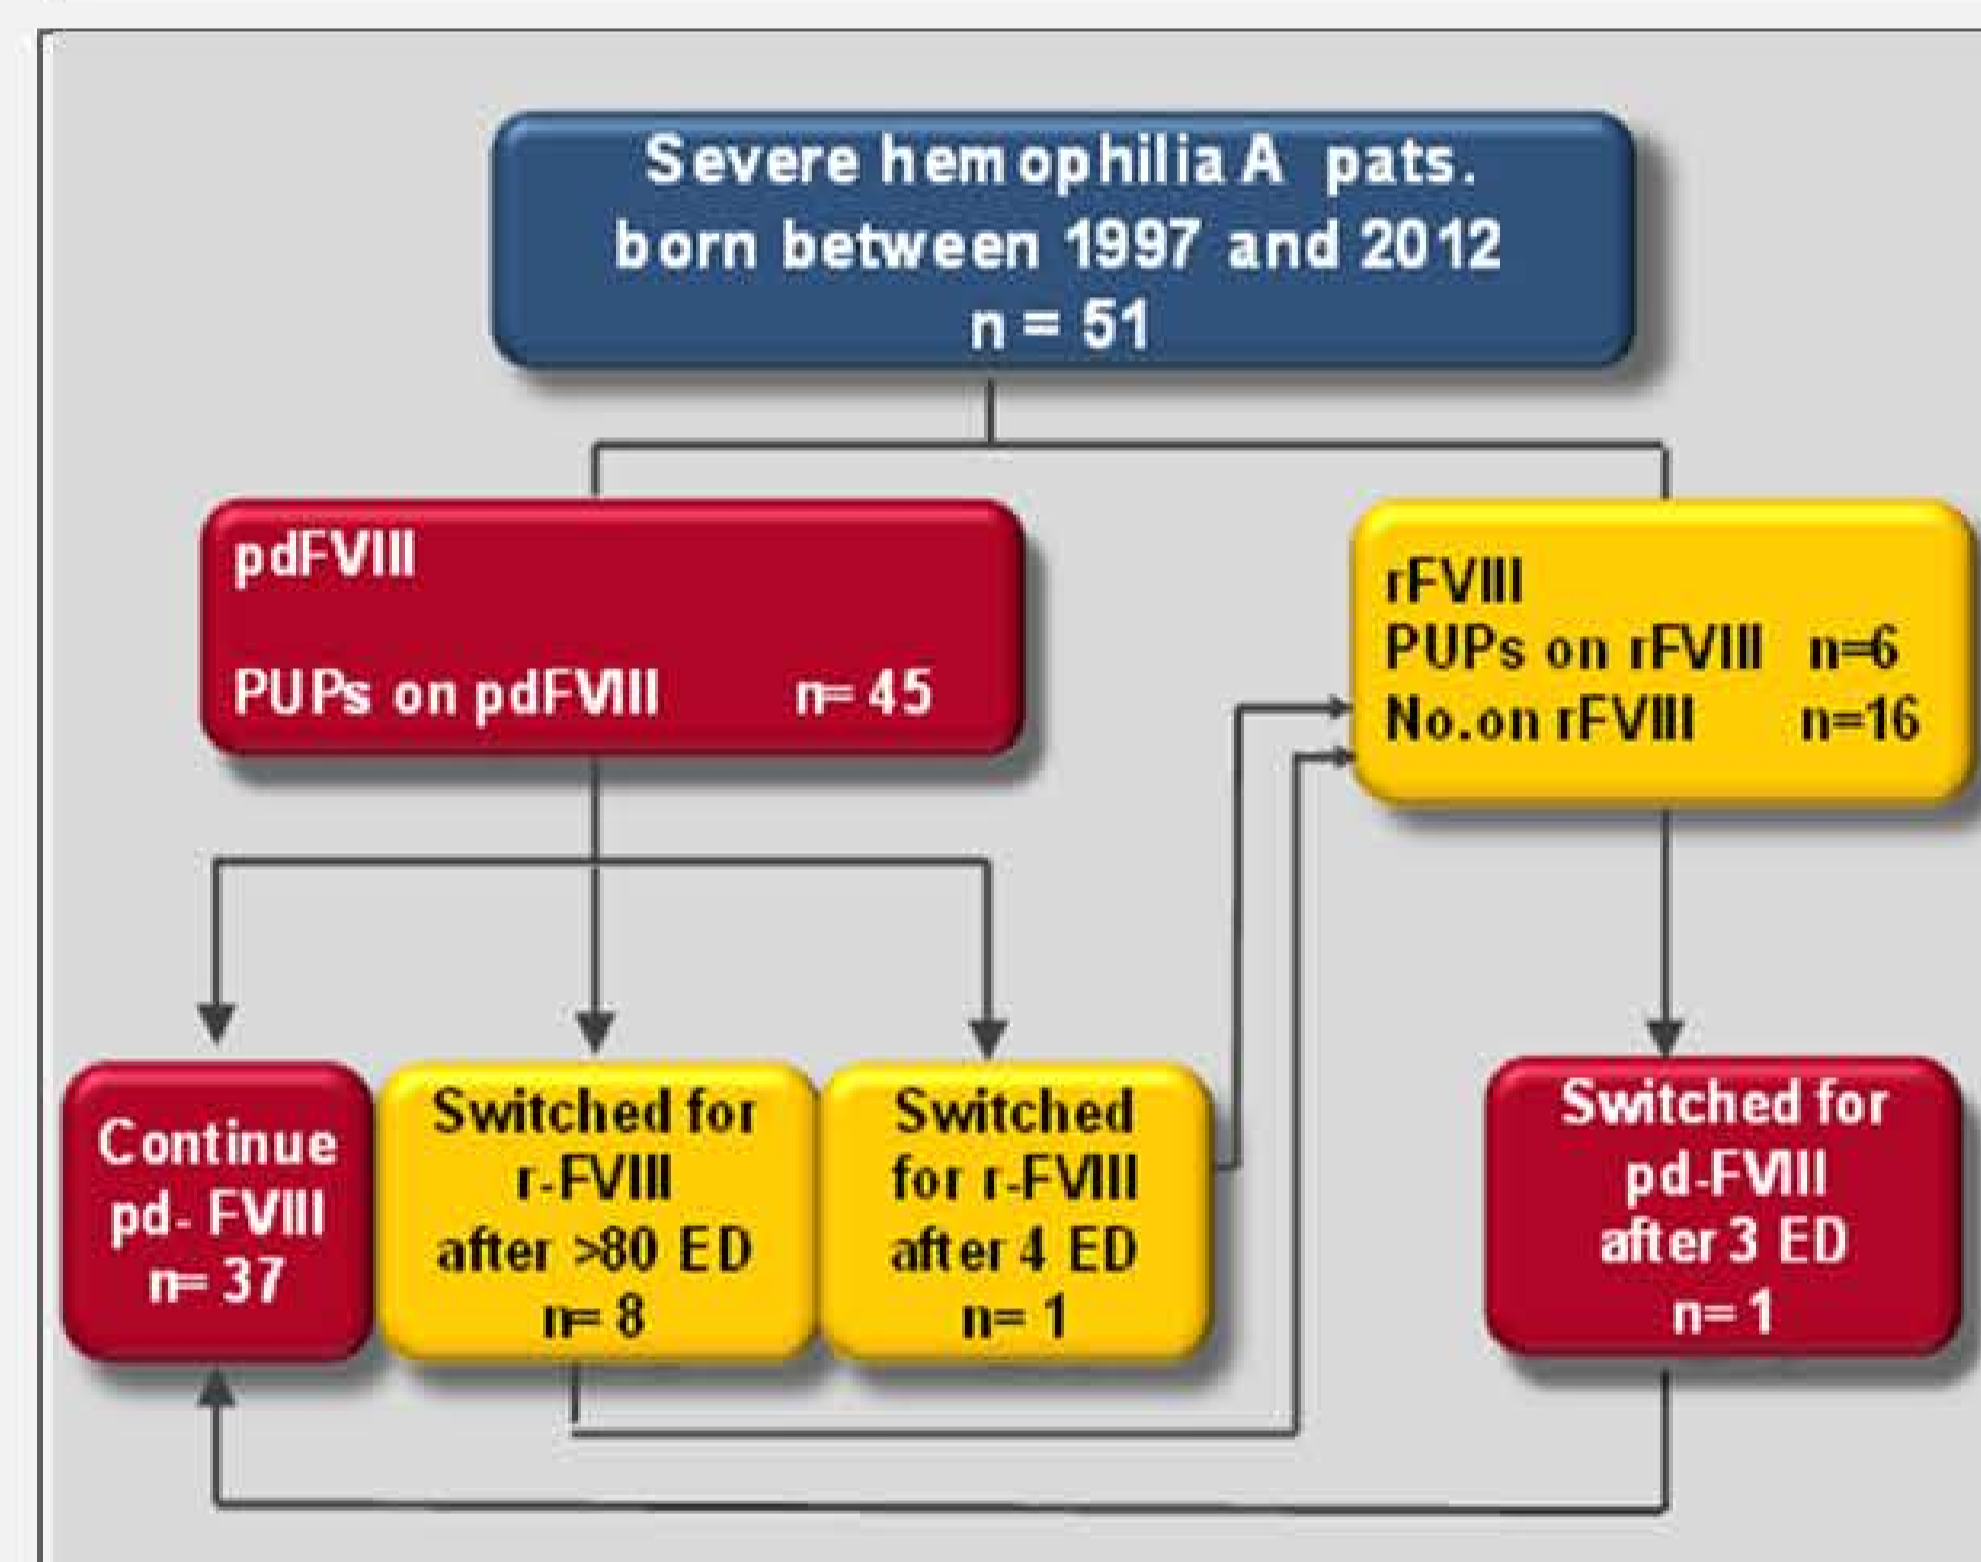 Severe hemophilia A pats.
born between 1997 and 2012
n = 51
pdFVIII
PUPs on pdFVIII n= 45
rFVIII
PUPs on rFVIII n=6
No.on rFVIII n=16
Continue
pd- FVIII
n= 37
Switched for
r-FVIII
after >80 ED
n= 8
Switched
for r-FVIII
after 4 ED
n= 1
Switched for
pd-FVIII
after 3 ED
n= 1